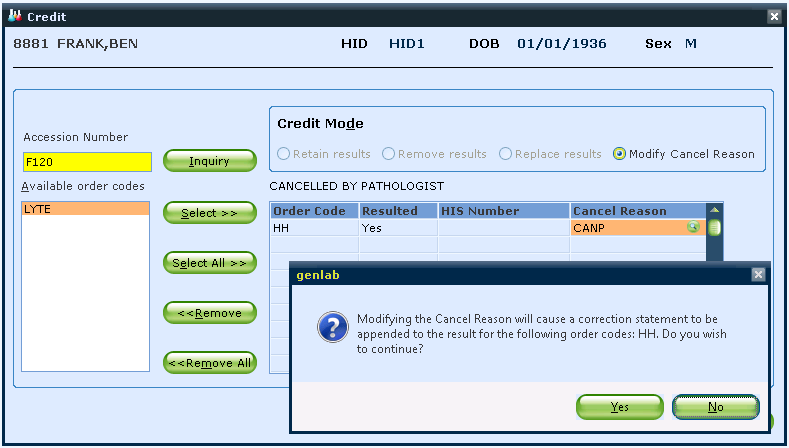 Credit
8881 FRANK,BEN HID HID1 DOB 01/01/1936 Sex M
Credit Mode
Accession Number
F120 Inquiry
Retain results Remove results Replace results Modify Cancel Reason
Available order codes
CANCELLED BY PATHOLOGIST
LYTE
Select >>
Select All >>
<<Remove
<<Remove All
Order Code Resulted HIS Number Cancel Reason
HH Yes CANP
genlab
Modifying the Cancel Reason will cause a correction statement to be
appended to the result for the following order codes: HH. Do you wish
to continue?
Yes No